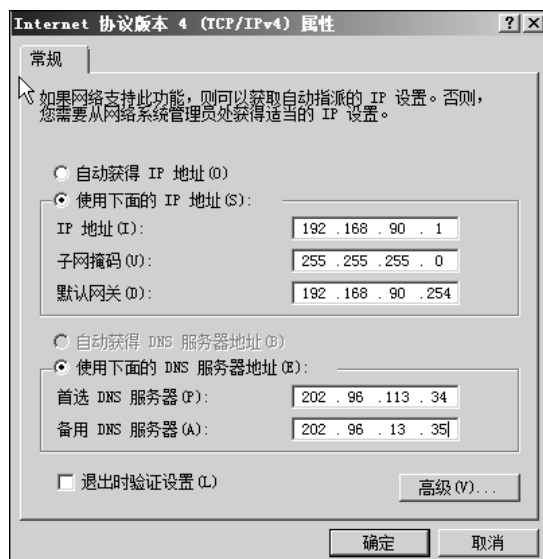 Internet 协议版本 4 (TCP/IPv4) 属性
常规
如果网络支持此功能，则可以获取自动指派的 IP 设置。否则，
您需要从网络系统管理员处获得适当的 IP 设置。
自动获得 IP 地址(O)
使用下面的 IP 地址(S):
IP 地址(I): 192 .168 .90 .1
子网掩码(U): 255 .255 .255 .0
默认网关(D): 192 .168 .90 .254
自动获得 DNS 服务器地址(B)
使用下面的 DNS 服务器地址(E):
首选 DNS 服务器(P): 202 .96 .113 .34
备用 DNS 服务器(A): 202 .96 .13 .35
退出时验证设置(L)
高级(V)...
确定 取消